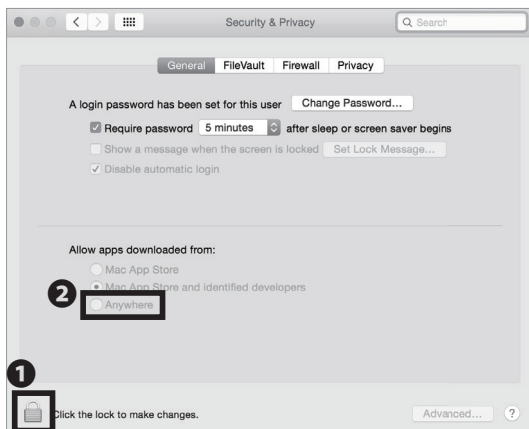 Security & Privacy
Search
General FileVault Firewall Privacy
A login password has been set for this user Change Password...
Require password 5 minutes after sleep or screen saver begins
Show a message when the screen is locked Set Lock Message...
Disable automatic login
Allow apps downloaded from:
Mac App Store
2
Mac App Store and identified developers
Anywhere
1
Click the lock to make changes.
Advanced... ?